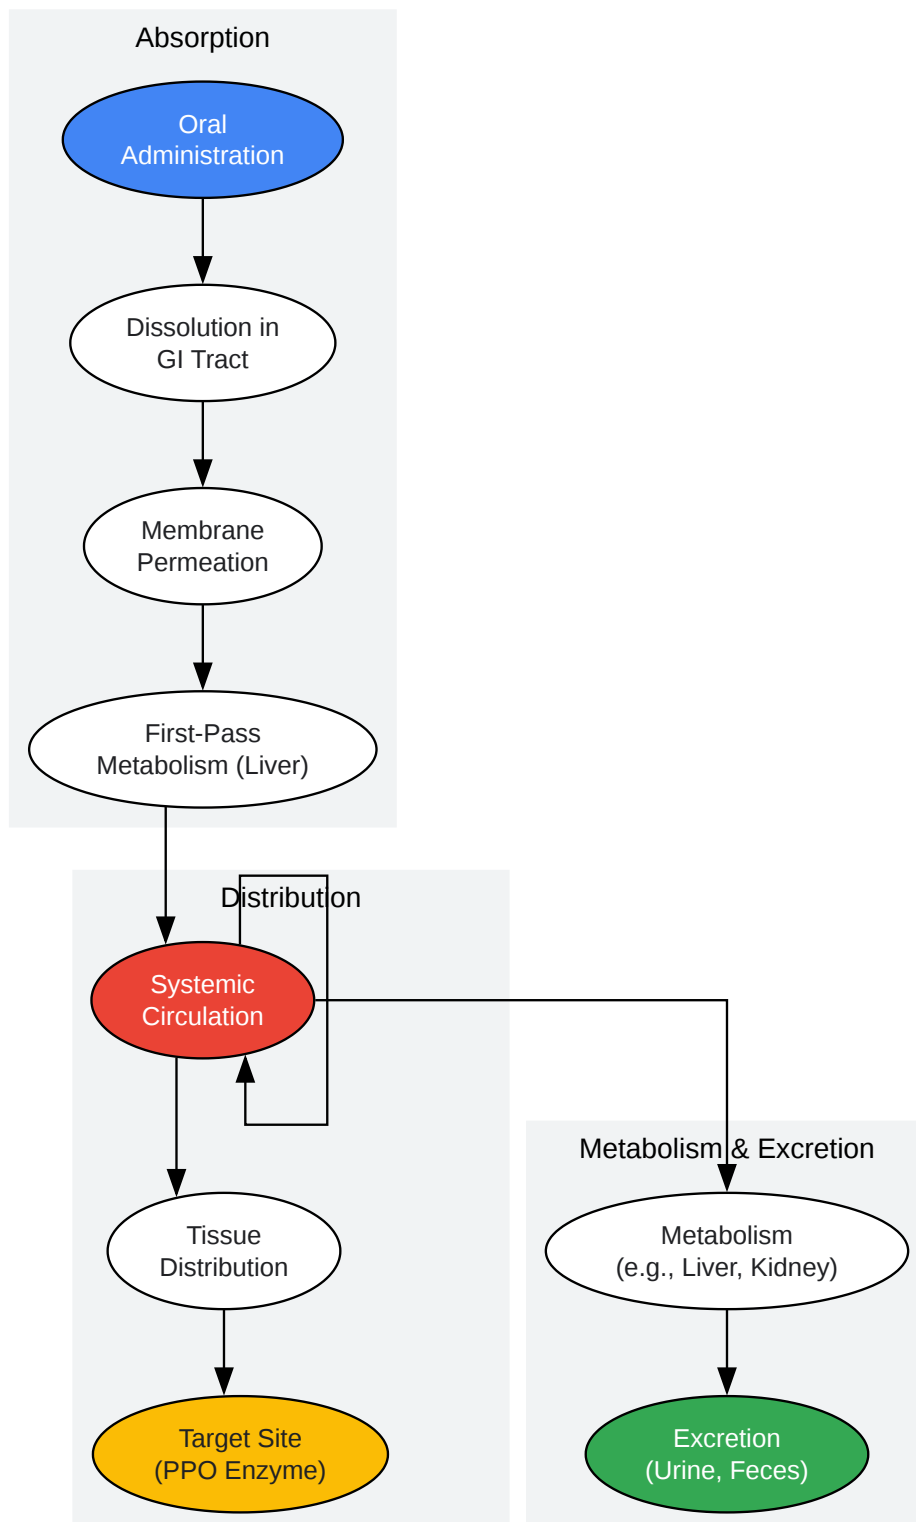 Absorption
Oral
Administration
Dissolution in
GI Tract
Membrane
Permeation
First-Pass
Metabolism (Liver)
Distribution
Systemic
Circulation
Tissue
Distribution
Target Site
(PPO Enzyme)
Metabolism & Excretion
Metabolism
(e.g., Liver, Kidney)
Excretion
(Urine, Feces)